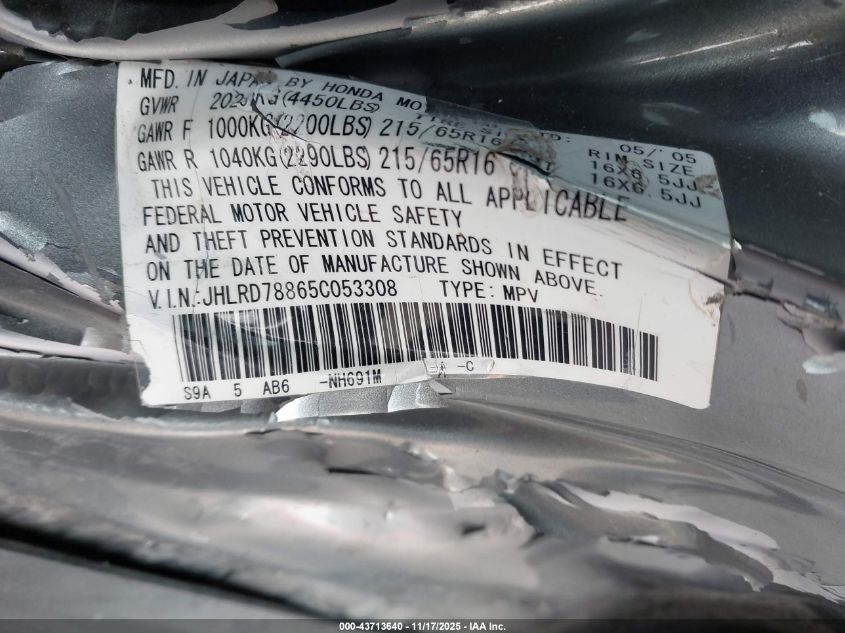 MFD. IN JAPAN BY HONDA MO
GVWR 202 KG(4450LBS) 05/'05
GAWR F 1000KG(2200LBS) 215/65R16 RIM SIZE 16X6.5JJ
GAWR R 1040KG(2290LBS) 215/65R16 16X6.5JJ
THIS VEHICLE CONFORMS TO ALL APPLICABLE
FEDERAL MOTOR VEHICLE SAFETY
AND THEFT PREVENTION STANDARDS IN EFFECT
ON THE DATE OF MANUFACTURE SHOWN ABOVE.
V.I.N.:JHLRD78865C053308 TYPE: MPV
S9A 5 AB6 -NH691M -A -C
000-43713640 - 11/17/2025 - IAA Inc.